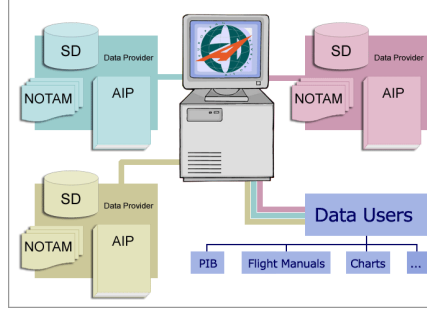 SD
Data Provider
NOTAM
AIP
SD
Data Provider
NOTAM
AIP
SD
Data Provider
NOTAM
AIP
Data Users
PIB
Flight Manuals
Charts
...